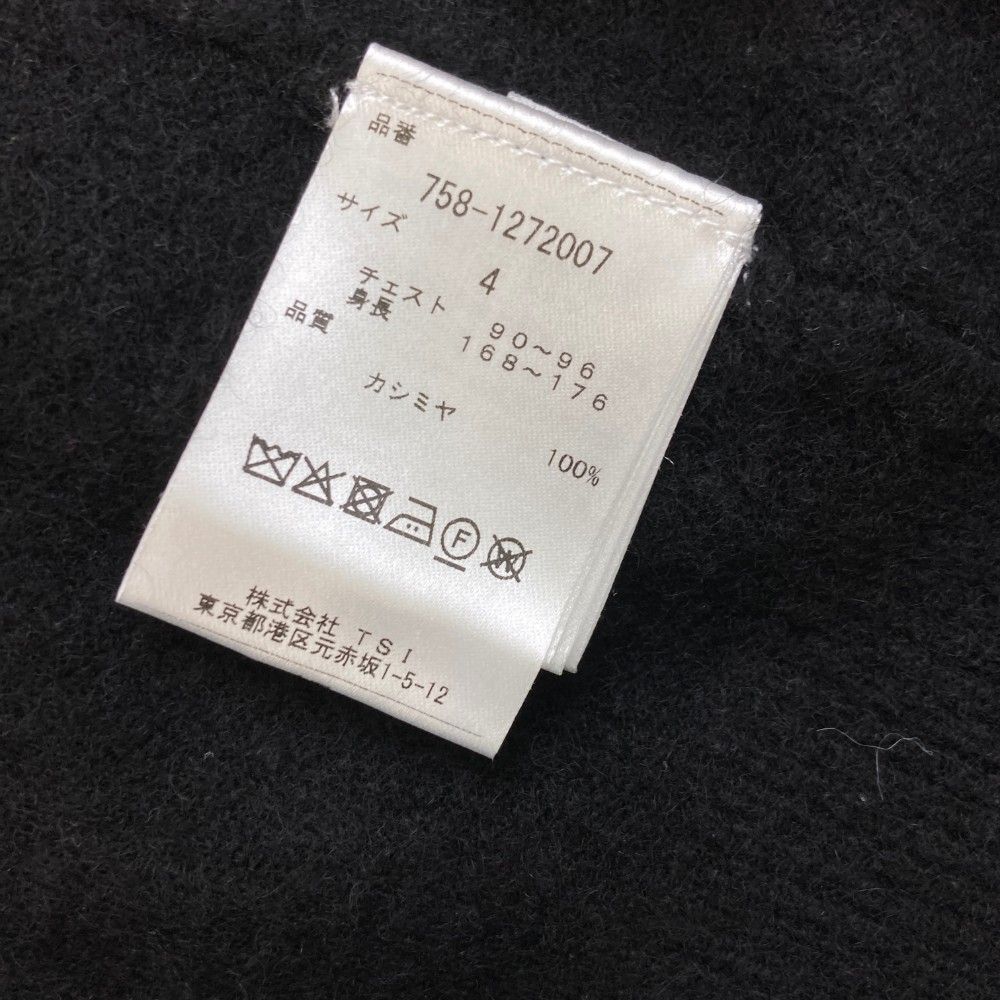 品番
758-1272007
サイズ
4
チェスト 90～96
身長 168～176
品質
カシミヤ 100%
F
W
株式会社 TSI
東京都港区元赤坂1-5-12